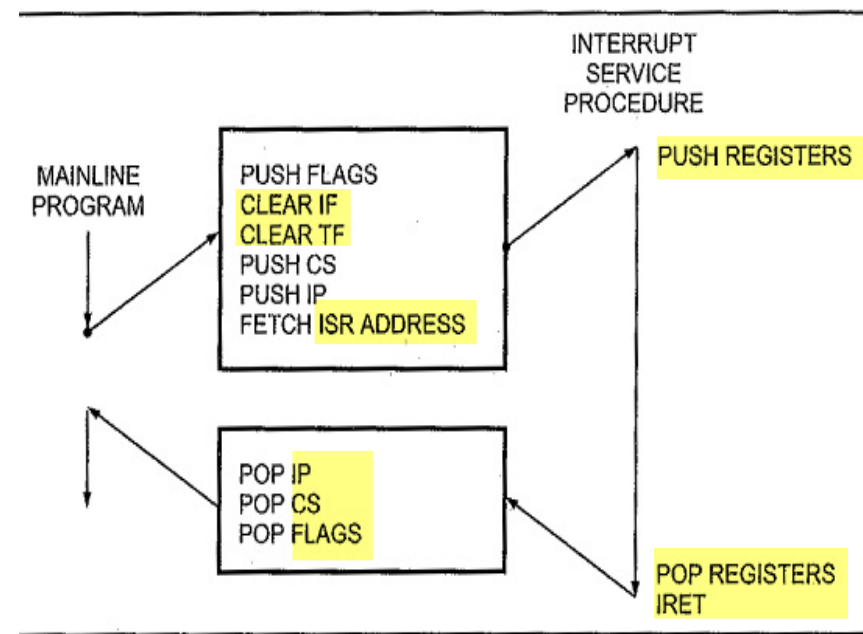 INTERRUPT
SERVICE
PROCEDURE
PUSH REGISTERS
MAINLINE
PROGRAM
PUSH FLAGS
CLEAR IF
CLEAR TF
PUSH CS
PUSH IP
FETCH ISR ADDRESS
POP IP
POP CS
POP FLAGS
POP REGISTERS
IRET